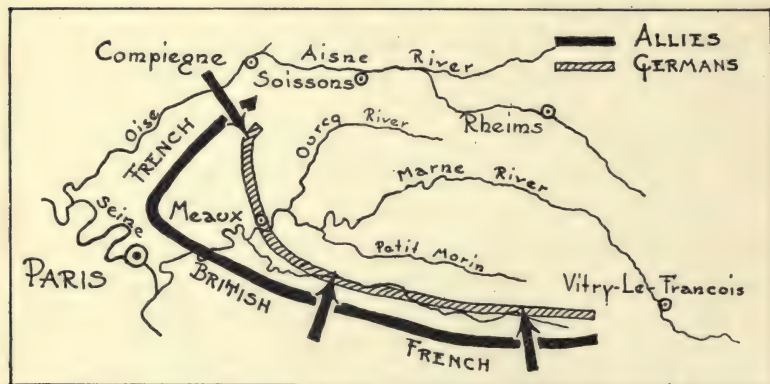 Compiegne
Aisne River
Soissons
ALLIES
GERMANS
Oise
FRENCH
Ourcq River
Rheims
Marne River
Seine
Meaux
Patit Morin
PARIS
BRITISH
Vitry-Le-Francois
FRENCH